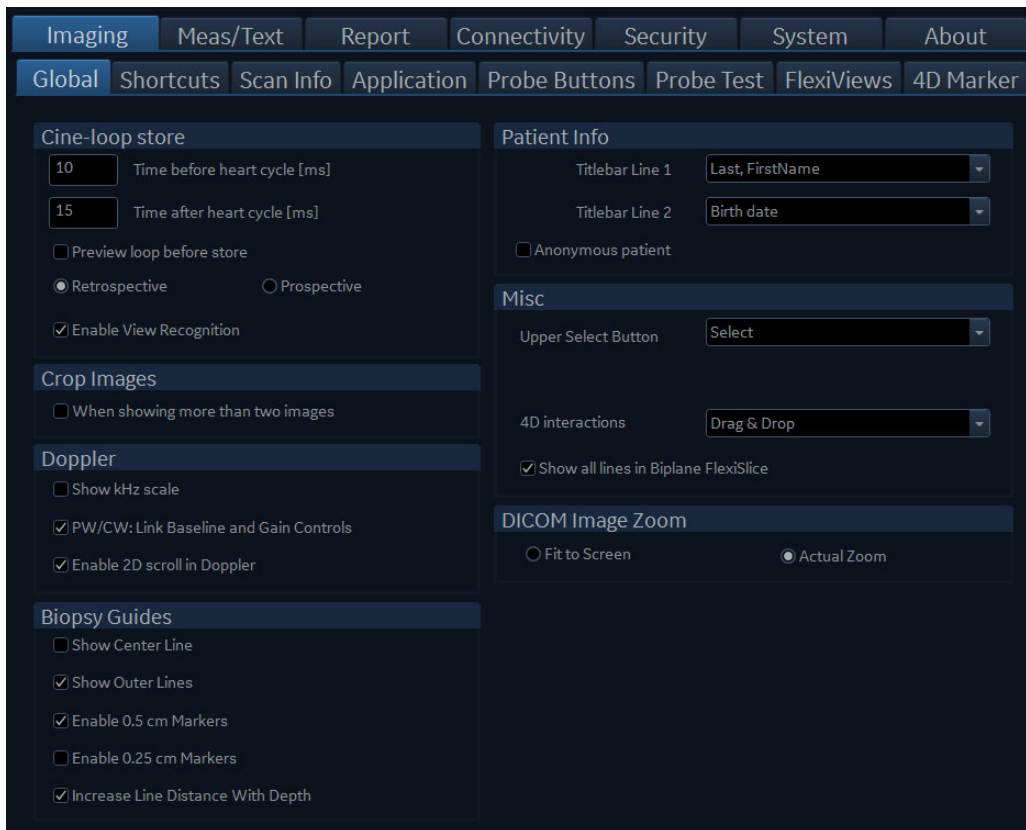 Imaging Meas/Text Report Connectivity Security System About
Global Shortcuts Scan Info Application Probe Buttons Probe Test FlexiViews 4D Marker
Cine-loop store
10 Time before heart cycle [ms]
15 Time after heart cycle [ms]
Preview loop before store
Retrospective Prospective
Enable View Recognition
Crop Images
When showing more than two images
Doppler
Show kHz scale
PW/CW: Link Baseline and Gain Controls
Enable 2D scroll in Doppler
Biopsy Guides
Show Center Line
Show Outer Lines
Enable 0.5 cm Markers
Enable 0.25 cm Markers
Increase Line Distance With Depth
Patient Info
Titlebar Line 1 Last, FirstName
Titlebar Line 2 Birth date
Anonymous patient
Misc
Upper Select Button Select
4D interactions Drag & Drop
Show all lines in Biplane FlexiSlice
DICOM Image Zoom
Fit to Screen Actual Zoom